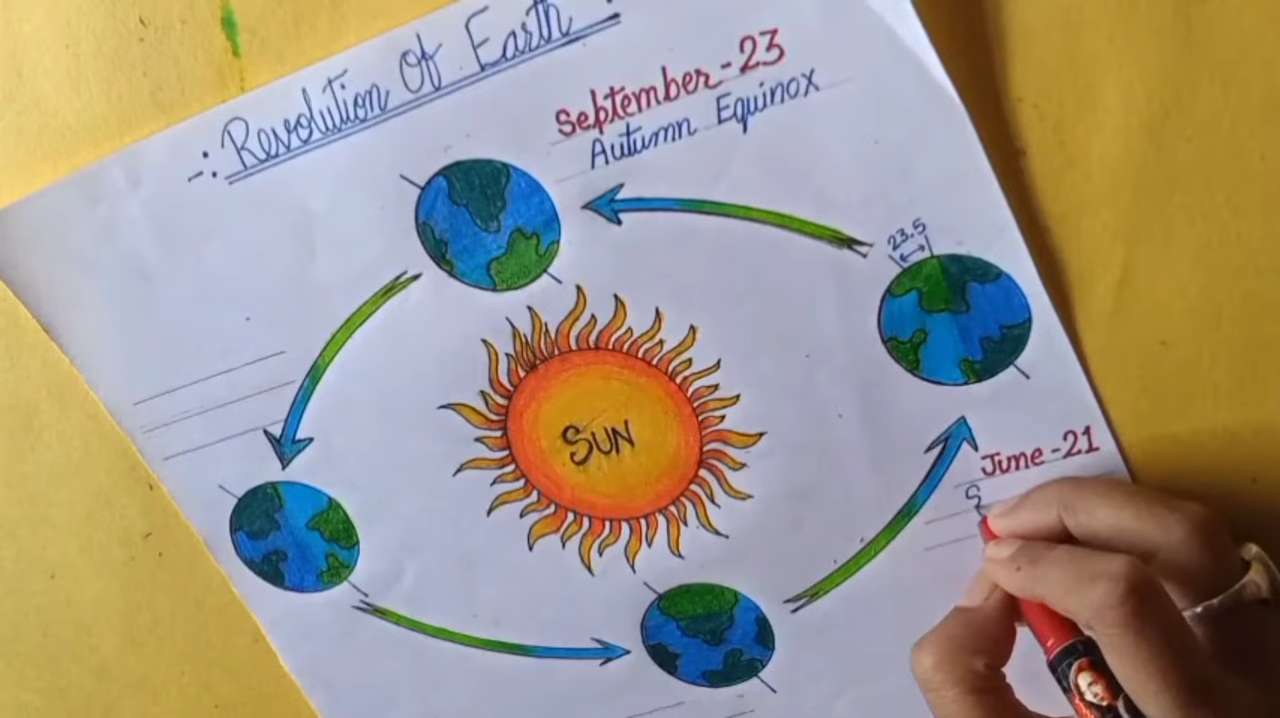 -: Revolution Of Earth :
September-23
Autumn Equinox
23.5
SUN
June-21
S